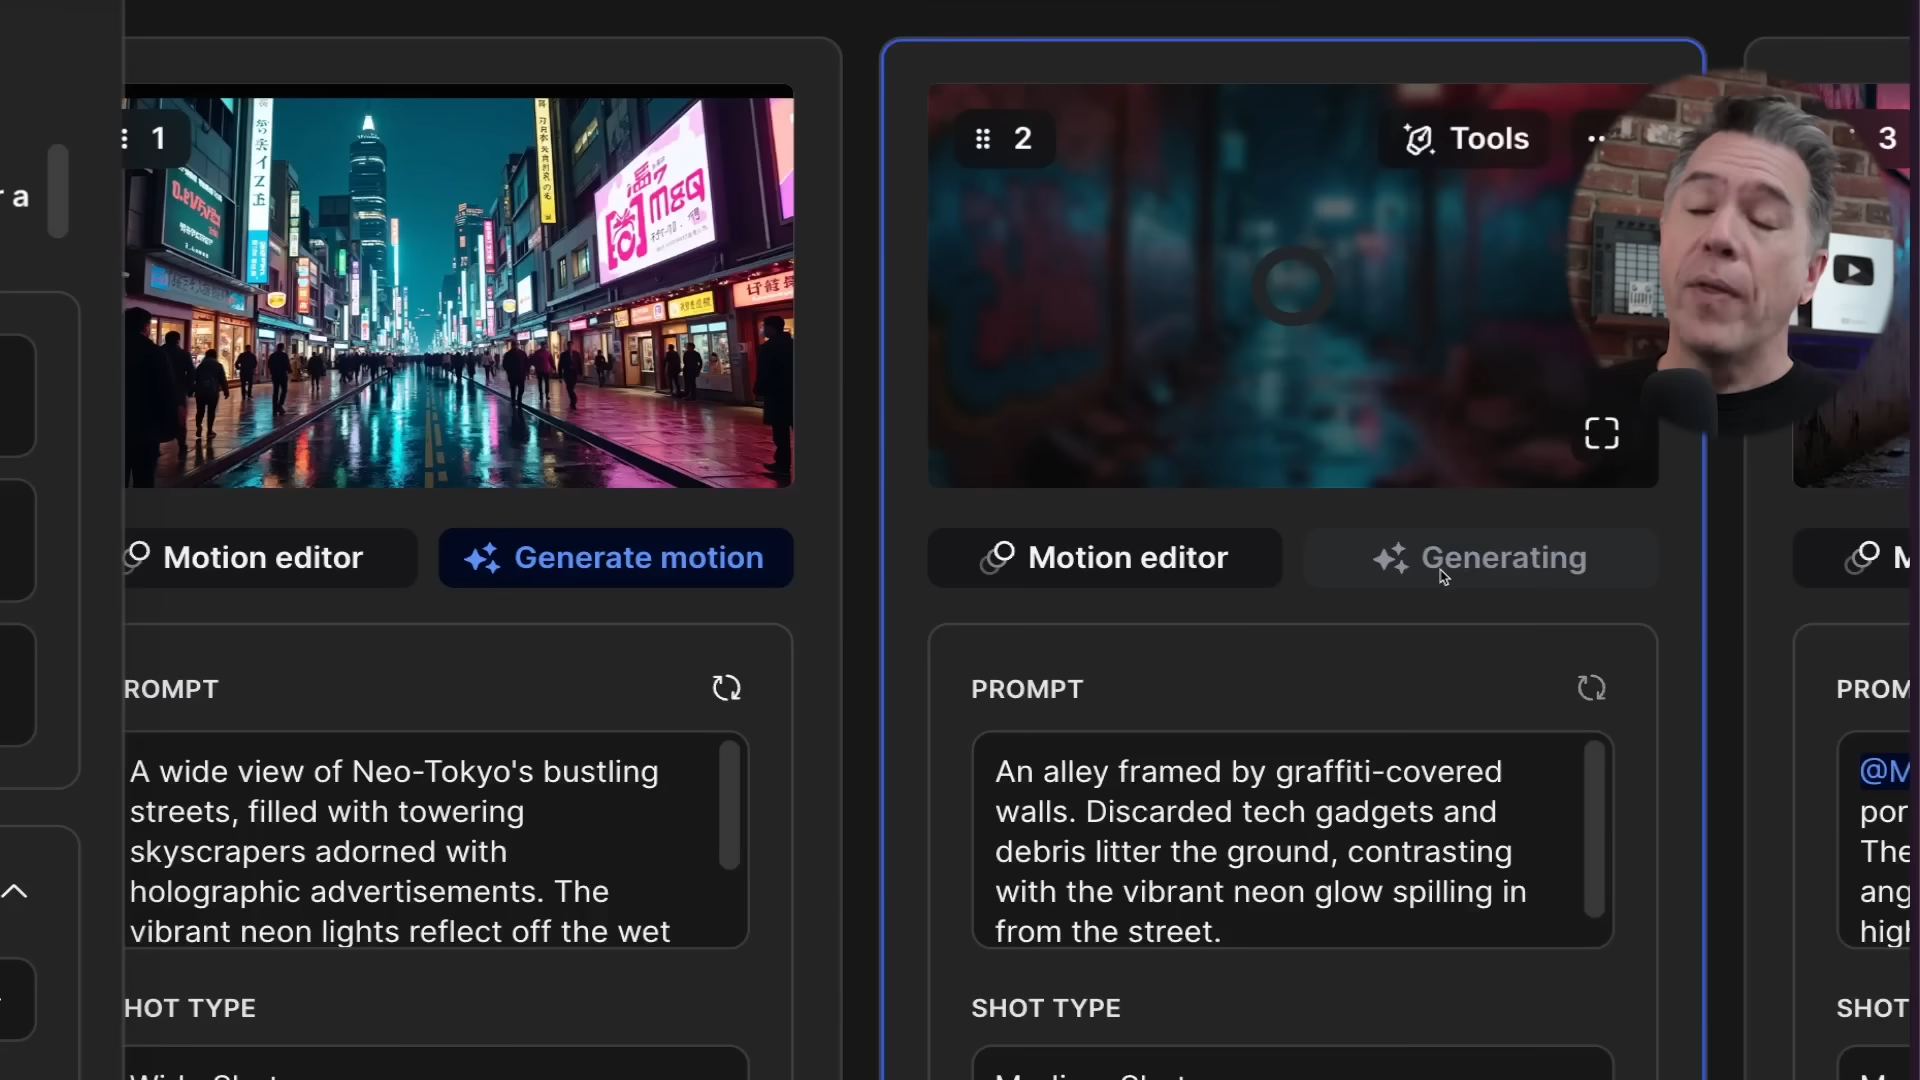 r a
1
M8Q
Motion editor
Generate motion
ROMPT
A wide view of Neo-Tokyo's bustling
streets, filled with towering
skyscrapers adorned with
holographic advertisements. The
vibrant neon lights reflect off the wet
HOT TYPE
2
Tools
Motion editor
Generating
PROMPT
An alley framed by graffiti-covered
walls. Discarded tech gadgets and
debris litter the ground, contrasting
with the vibrant neon glow spilling in
from the street.
SHOT TYPE
3
M
PROM
@M
por
The
ang
high
SHOT